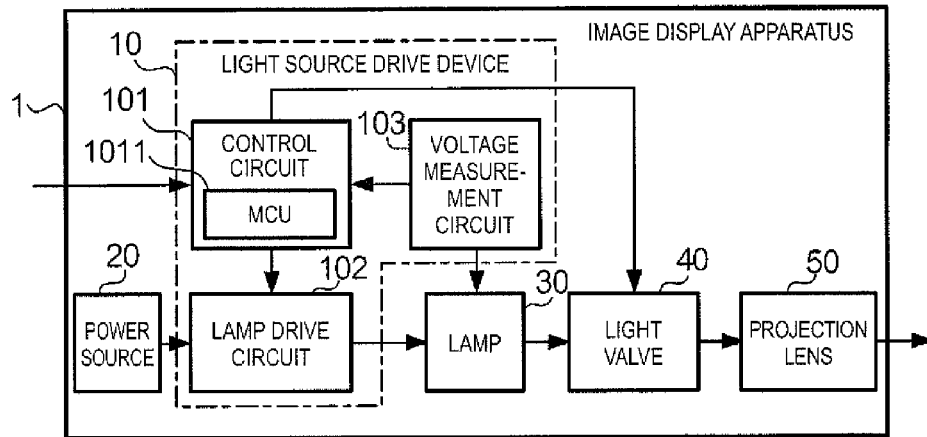 IMAGE DISPLAY APPARATUS
10
LIGHT SOURCE DRIVE DEVICE
1
101
CONTROL
CIRCUIT
1011
MCU
103
VOLTAGE
MEASURE-
MENT
CIRCUIT
20
POWER
SOURCE
102
LAMP DRIVE
CIRCUIT
30
LAMP
40
LIGHT
VALVE
50
PROJECTION
LENS